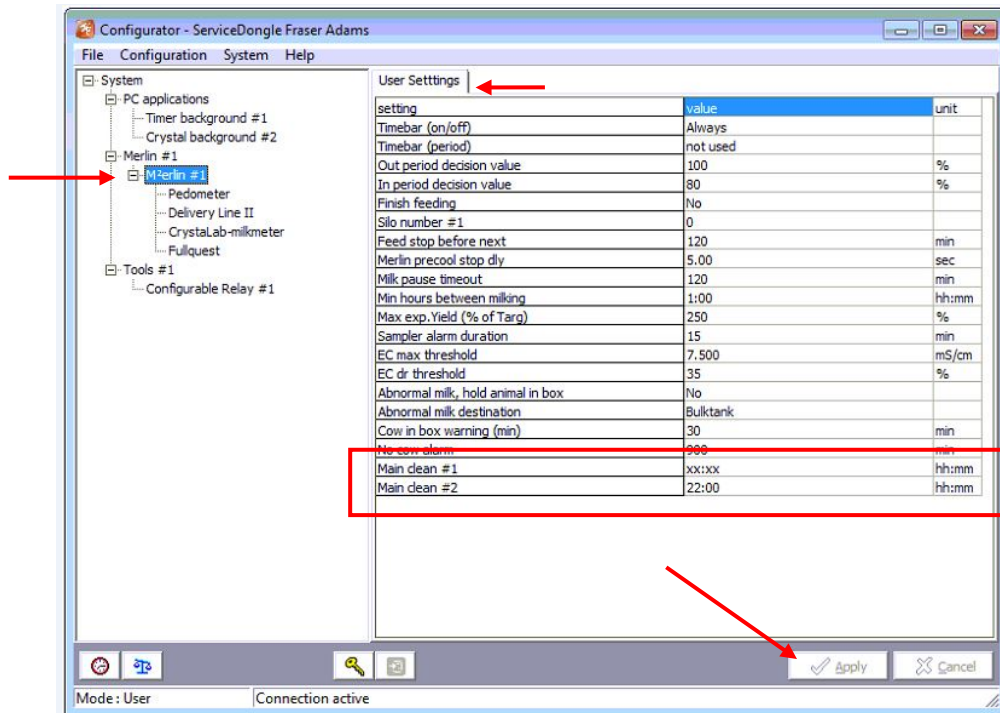 Configurator - ServiceDongle Fraser Adams
File Configuration System Help
System
PC applications
Timer background #1
Crystal background #2
Merlin #1
M²erlin #1
Pedometer
Delivery Line II
CrystaLab-milkmeter
Fullquest
Tools #1
Configurable Relay #1
User Setttings
setting value unit
Timebar (on/off) Always
Timebar (period) not used
Out period decision value 100 %
In period decision value 80 %
Finish feeding No
Silo number #1 0
Feed stop before next 120 min
Merlin precool stop dly 5.00 sec
Milk pause timeout 120 min
Min hours between milking 1:00 hh:mm
Max exp.Yield (% of Targ) 250 %
Sampler alarm duration 15 min
EC max threshold 7.500 mS/cm
EC dr threshold 35 %
Abnormal milk, hold animal in box No
Abnormal milk destination Bulktank
Cow in box warning (min) 30 min
No cow alarm 900 min
Main clean #1 xx:xx hh:mm
Main clean #2 22:00 hh:mm
Apply Cancel
Mode : User Connection active